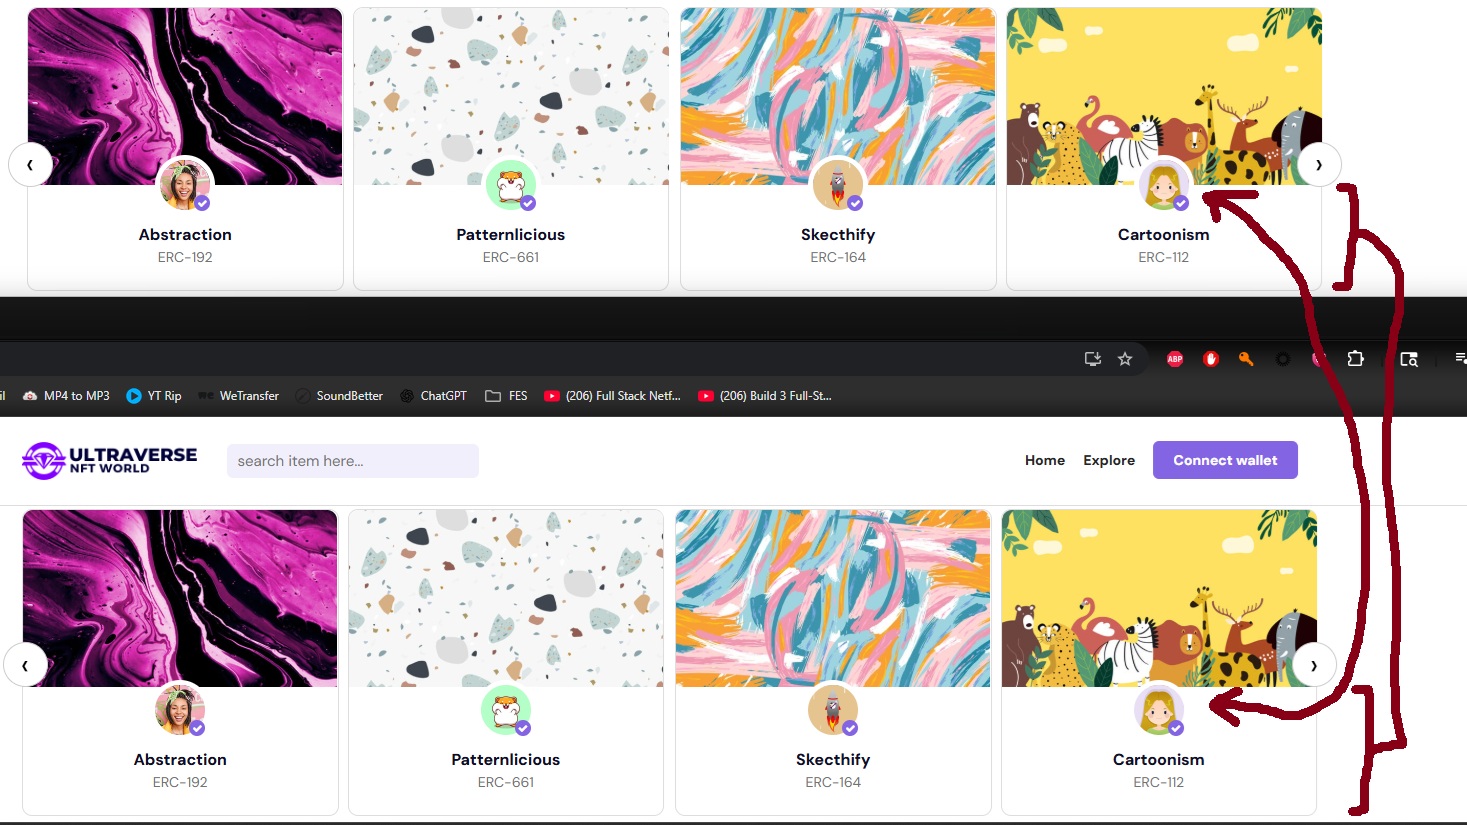 ‹
›
Abstraction
ERC-192
Patternlicious
ERC-661
Skecthify
ERC-164
Cartoonism
ERC-112
ABP
il MP4 to MP3 YT Rip WeTransfer SoundBetter ChatGPT FES (206) Full Stack Netf... (206) Build 3 Full-St...
ULTRAVERSE
NFT WORLD
search item here...
Home Explore Connect wallet
‹
›
Abstraction
ERC-192
Patternlicious
ERC-661
Skecthify
ERC-164
Cartoonism
ERC-112